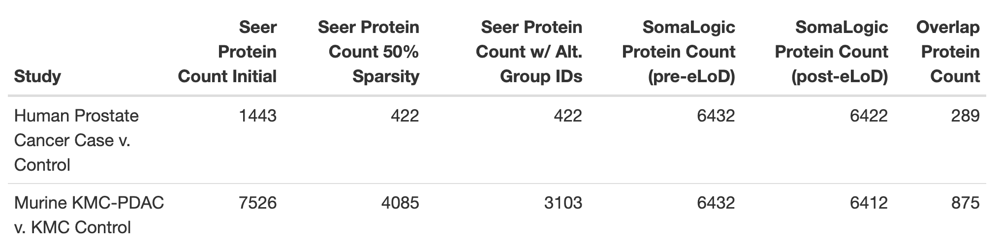 Seer Seer Protein Seer Protein SomaLogic SomaLogic Overlap
Protein Count 50% Count w/ Alt. Protein Count Protein Count Protein
Study Count Initial Sparsity Group IDs (pre-eLoD) (post-eLoD) Count
Human Prostate 1443 422 422 6432 6422 289
Cancer Case v.
Control
Murine KMC-PDAC 7526 4085 3103 6432 6412 875
v. KMC Control